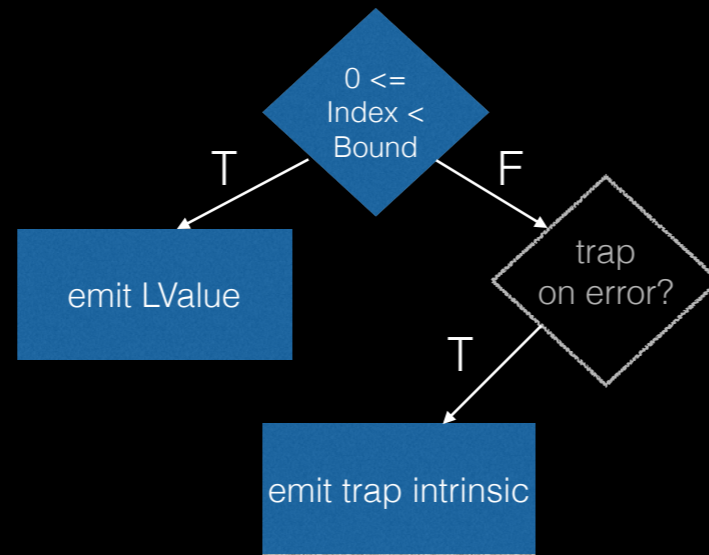 0 <=
Index <
Bound
T
F
emit LValue
trap
on error?
T
emit trap intrinsic